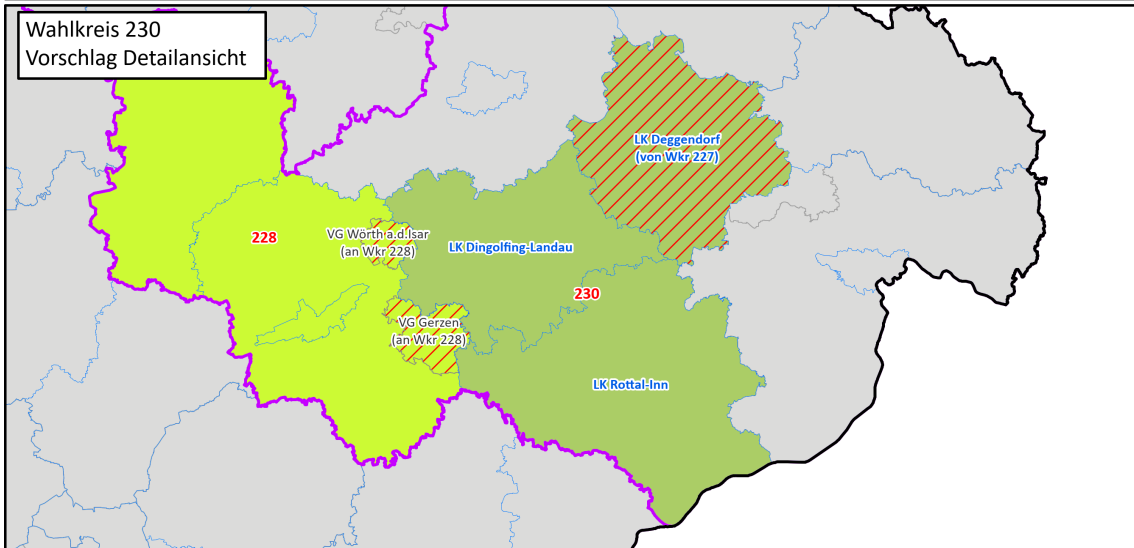 Wahlkreis 230
Vorschlag Detailansicht
LK Deggendorf
(von Wkr 227)
228
VG Wörth a.d.Isar
(an Wkr 228)
LK Dingolfing-Landau
230
VG Gerzen
(an Wkr 228)
LK Rottal-Inn